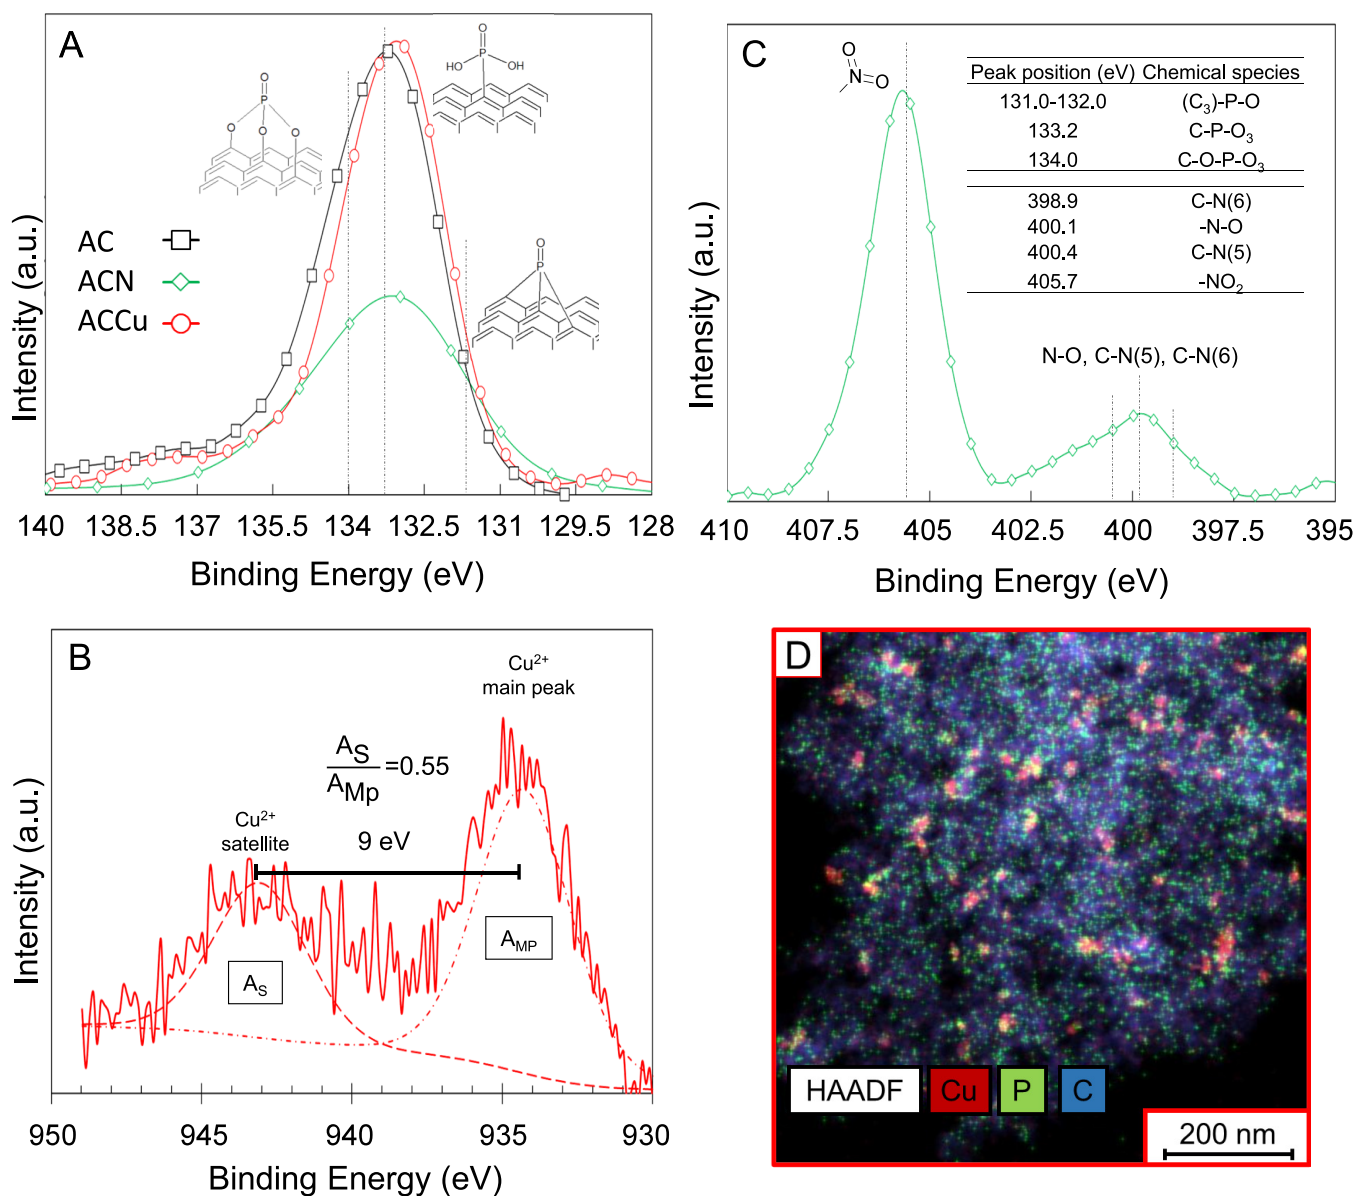 A
O
P
O
O
O
O
P
HO
OH
O
P
AC
ACN
ACCu
Intensity (a.u.)
140
138.5
137
135.5
134
132.5
131
129.5
128
Binding Energy (eV)
C
O
N
O
Peak position (eV) Chemical species
131.0-132.0 (C₃)-P-O
133.2 C-P-O₃
134.0 C-O-P-O₃
398.9 C-N(6)
400.1 -N-O
400.4 C-N(5)
405.7 -NO₂
N-O, C-N(5), C-N(6)
Intensity (a.u.)
410
407.5
405
402.5
400
397.5
395
Binding Energy (eV)
B
Cu²⁺
main peak
A_S
A_Mp
=0.55
Cu²⁺
satellite
9 eV
A_S
A_MP
Intensity (a.u.)
950
945
940
935
930
Binding Energy (eV)
D
HAADF
Cu
P
C
200 nm